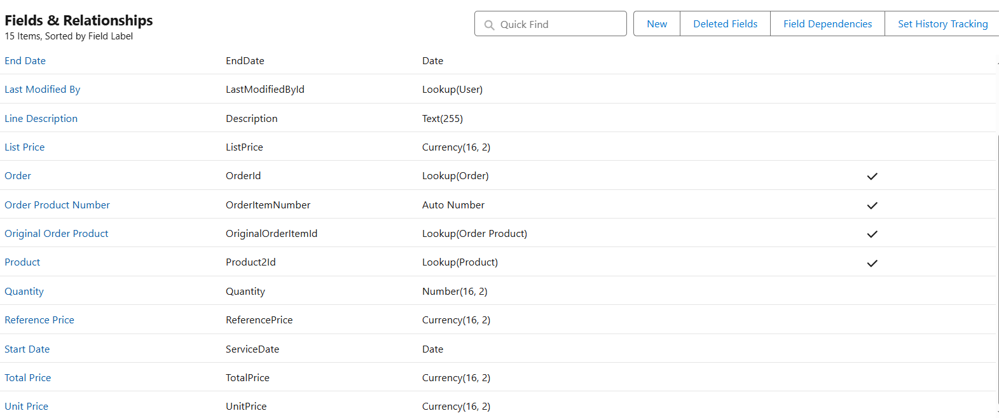 Fields & Relationships
15 Items, Sorted by Field Label
Quick Find
New
Deleted Fields
Field Dependencies
Set History Tracking
End Date EndDate Date
Last Modified By LastModifiedById Lookup(User)
Line Description Description Text(255)
List Price ListPrice Currency(16, 2)
Order OrderId Lookup(Order)
Order Product Number OrderItemNumber Auto Number
Original Order Product OriginalOrderItemId Lookup(Order Product)
Product Product2Id Lookup(Product)
Quantity Quantity Number(16, 2)
Reference Price ReferencePrice Currency(16, 2)
Start Date ServiceDate Date
Total Price TotalPrice Currency(16, 2)
Unit Price UnitPrice Currency(16, 2)